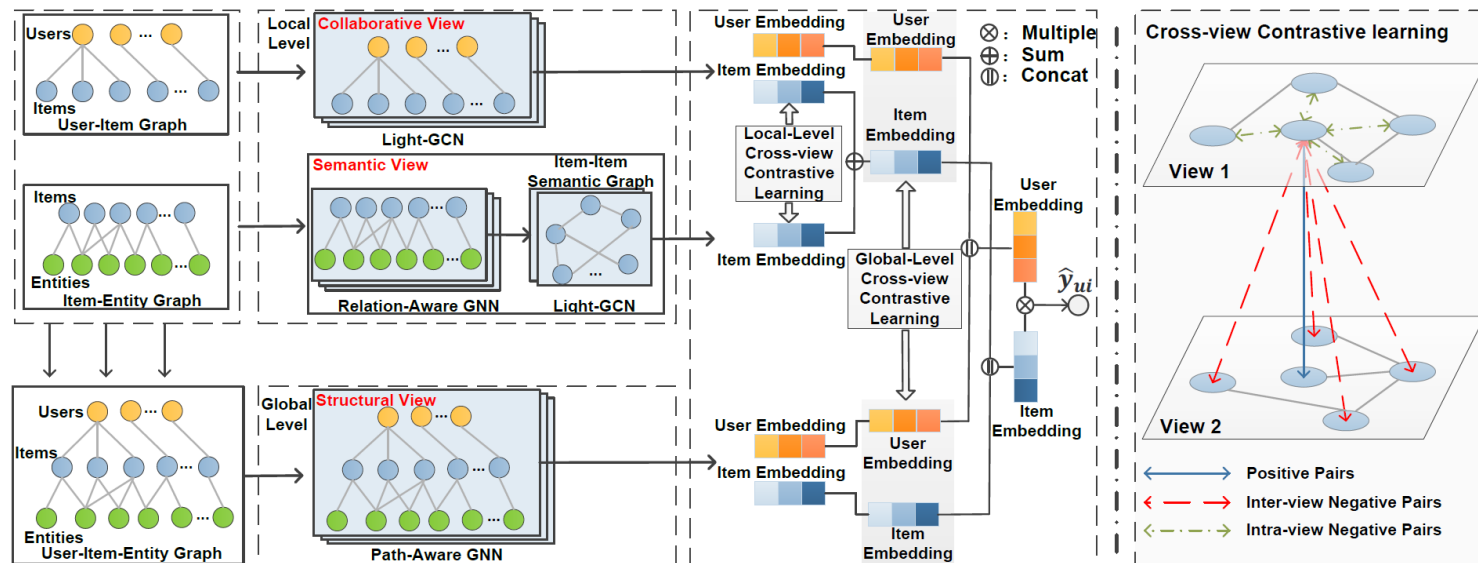 Users
...
Items
...
User-Item Graph
Items
...
Entities
...
Item-Entity Graph
Users
...
Items
...
Entities
...
User-Item-Entity Graph
Local
Level
Collaborative View
...
...
Light-GCN
Semantic View
...
...
Relation-Aware GNN
Item-Item
Semantic Graph
...
Light-GCN
Global
Level
Structural View
...
...
...
Path-Aware GNN
User Embedding
Item Embedding
Local-Level
Cross-view
Contrastive
Learning
Item Embedding
User
Embedding
Item
Embedding
: Multiple
: Sum
: Concat
Global-Level
Cross-view
Contrastive
Learning
User Embedding
Item Embedding
User
Embedding
Item
Embedding
User
Embedding
ŷui
Item
Embedding
Cross-view Contrastive learning
View 1
View 2
Positive Pairs
Inter-view Negative Pairs
Intra-view Negative Pairs